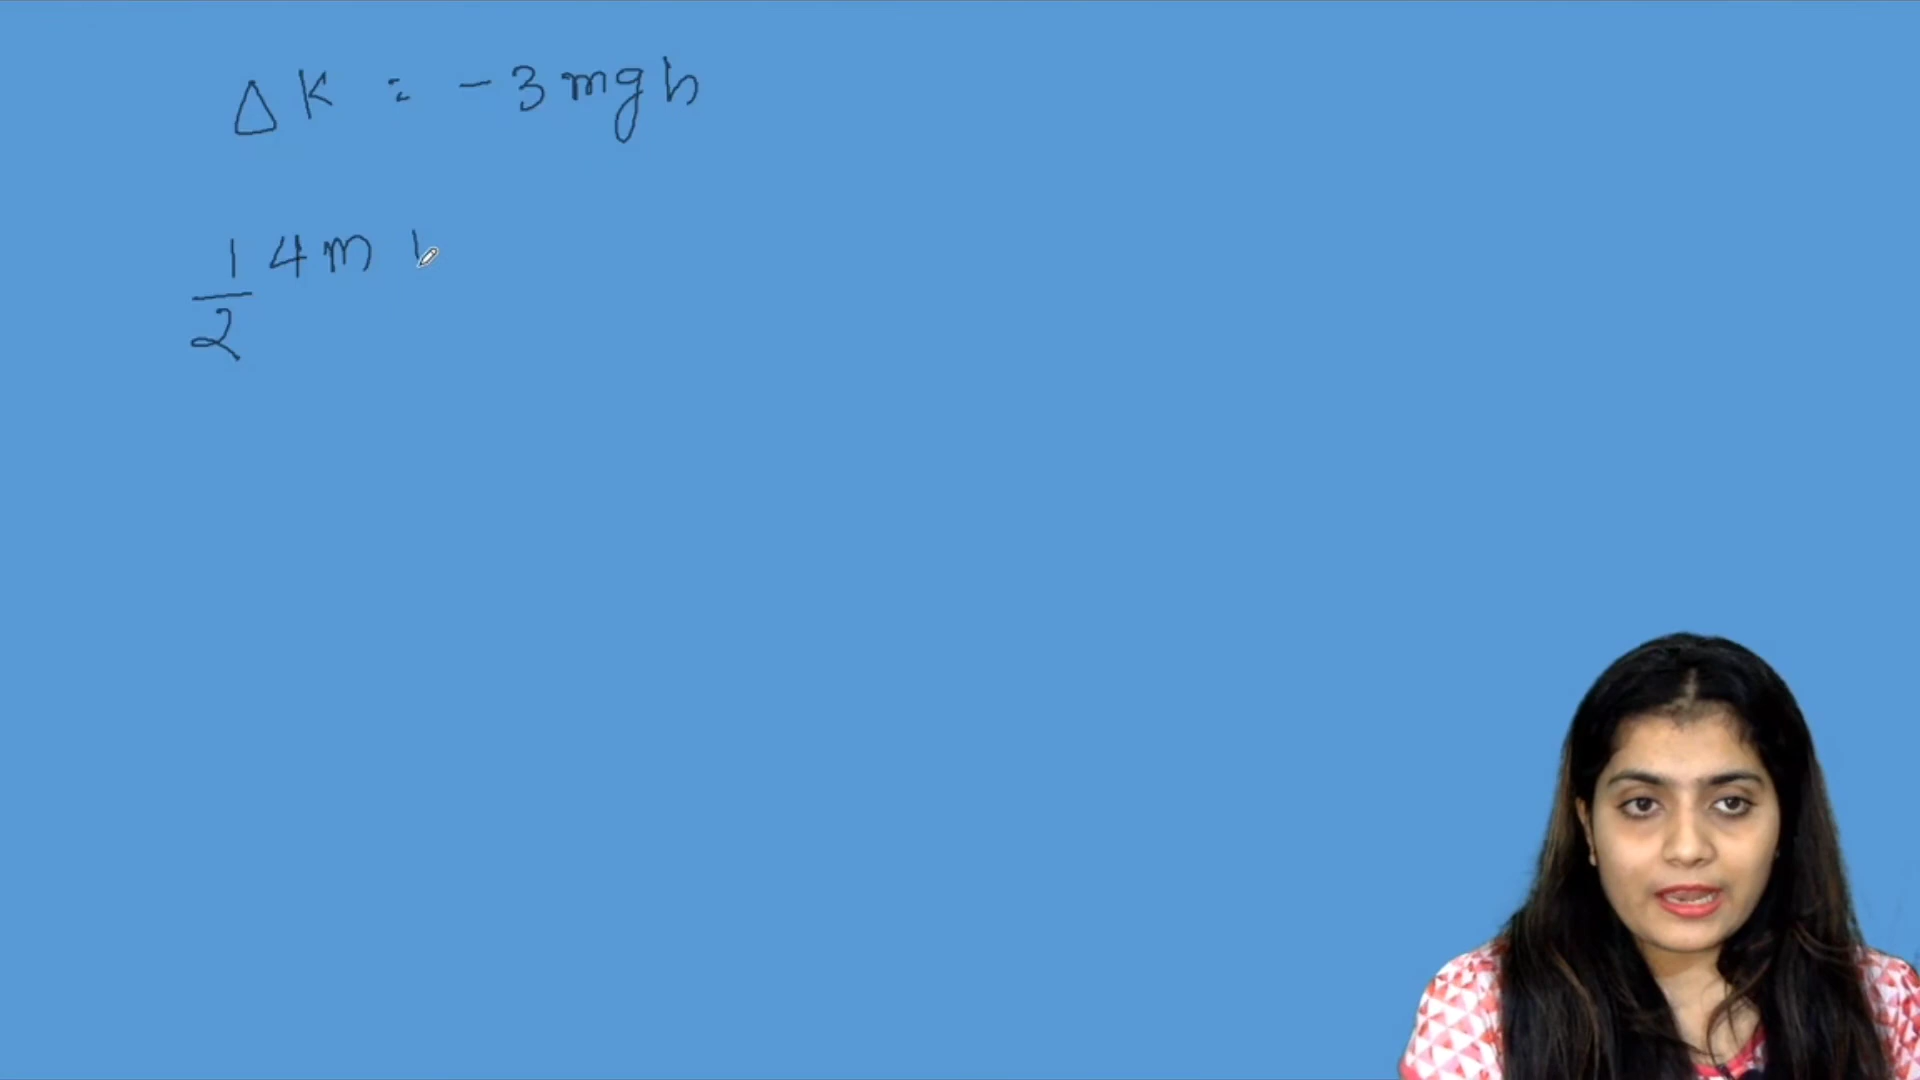 ΔK = -3mgh
1/2 4m